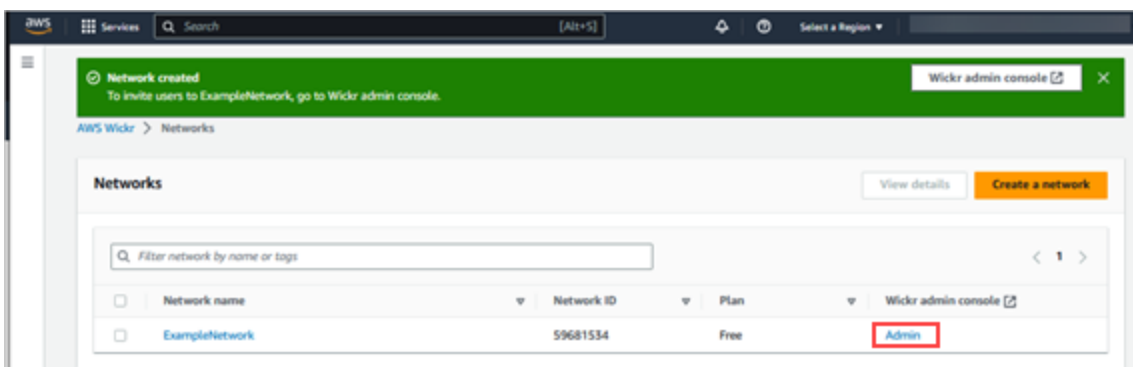 aws Services Search [Alt+S] Select a Region
Network created
To invite users to ExampleNetwork, go to Wickr admin console.
Wickr admin console
AWS Wickr > Networks
Networks
View details
Create a network
Filter network by name or tags
< 1 >
Network name Network ID Plan Wickr admin console
ExampleNetwork 59681534 Free Admin